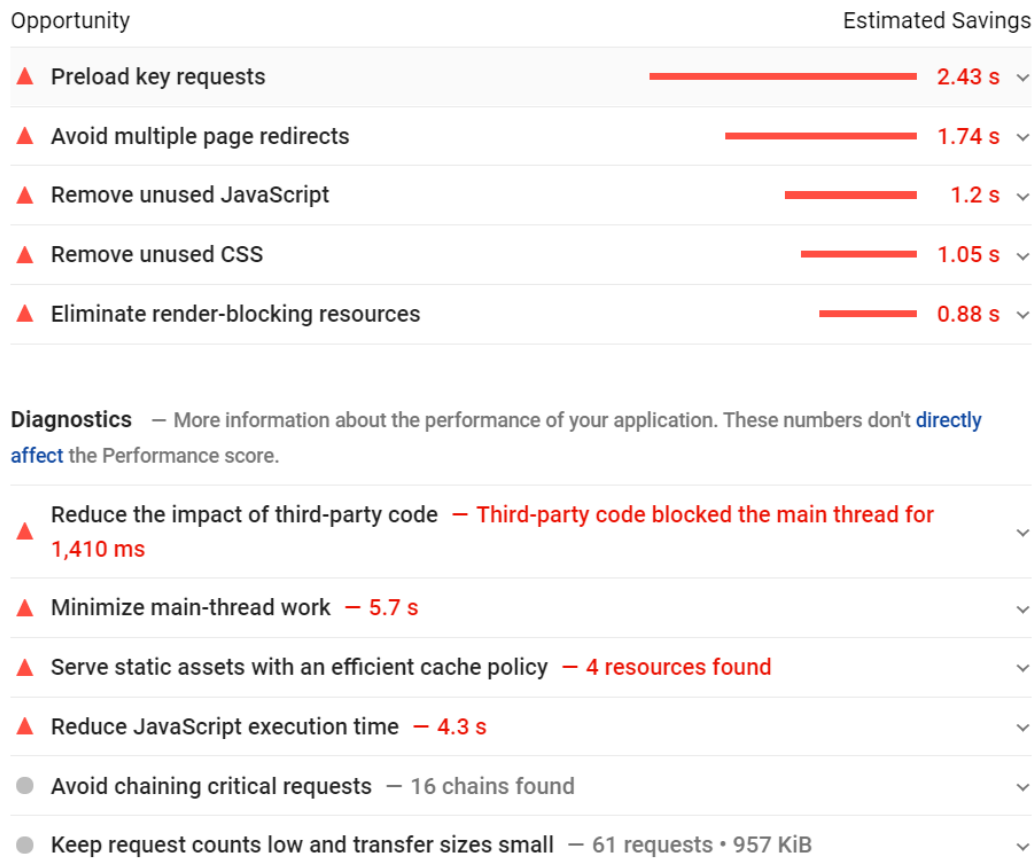 Opportunity Estimated Savings
Preload key requests 2.43 s
Avoid multiple page redirects 1.74 s
Remove unused JavaScript 1.2 s
Remove unused CSS 1.05 s
Eliminate render-blocking resources 0.88 s
Diagnostics — More information about the performance of your application. These numbers don't directly
affect the Performance score.
Reduce the impact of third-party code — Third-party code blocked the main thread for
1,410 ms
Minimize main-thread work — 5.7 s
Serve static assets with an efficient cache policy — 4 resources found
Reduce JavaScript execution time — 4.3 s
Avoid chaining critical requests — 16 chains found
Keep request counts low and transfer sizes small — 61 requests • 957 KiB